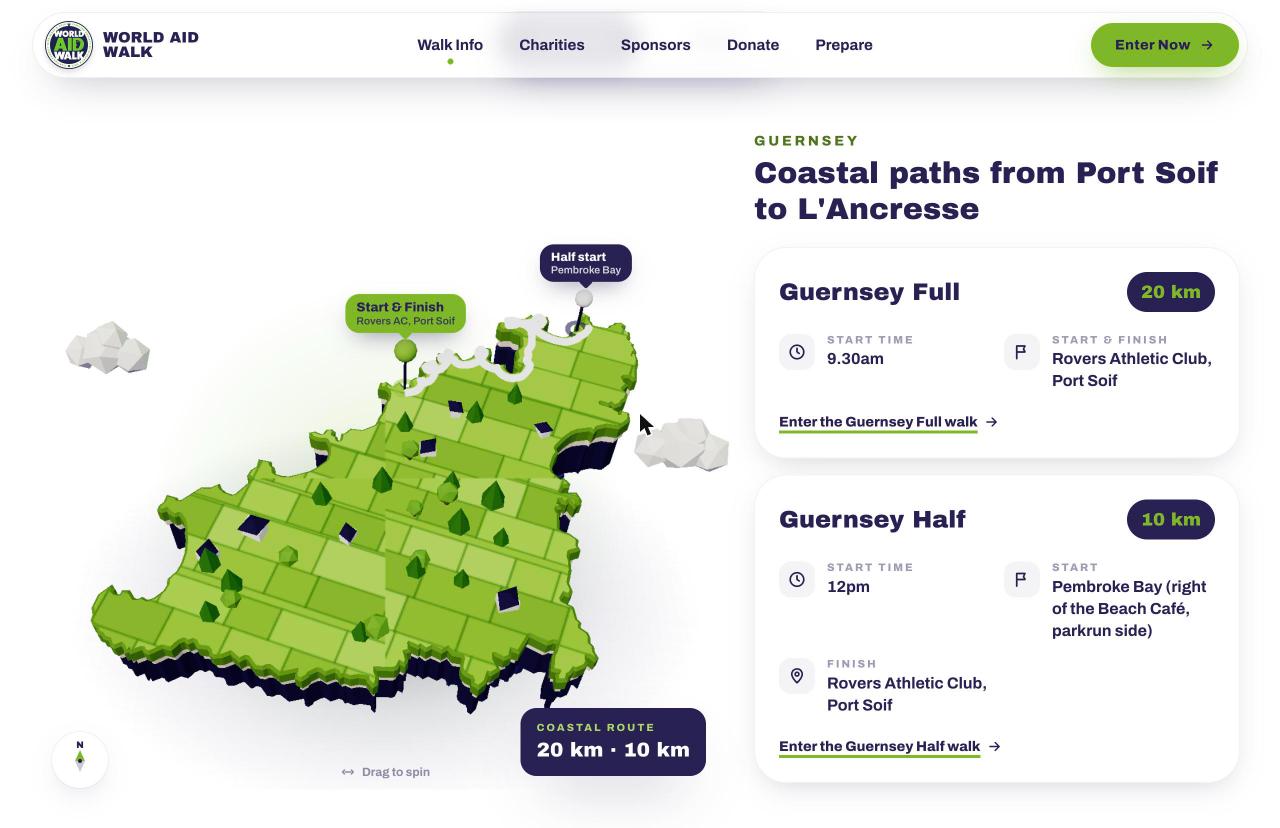 WORLD
AID
WALK
WORLD AID
WALK
Walk Info
Charities
Sponsors
Donate
Prepare
Enter Now →
GUERNSEY
Coastal paths from Port Soif
to L'Ancresse
Half start
Pembroke Bay
Start & Finish
Rovers AC, Port Soif
Guernsey Full
20 km
START TIME
9.30am
START & FINISH
Rovers Athletic Club,
Port Soif
Enter the Guernsey Full walk →
Guernsey Half
10 km
START TIME
12pm
START
Pembroke Bay (right
of the Beach Café,
parkrun side)
FINISH
Rovers Athletic Club,
Port Soif
Enter the Guernsey Half walk →
COASTAL ROUTE
20 km · 10 km
N
↔ Drag to spin